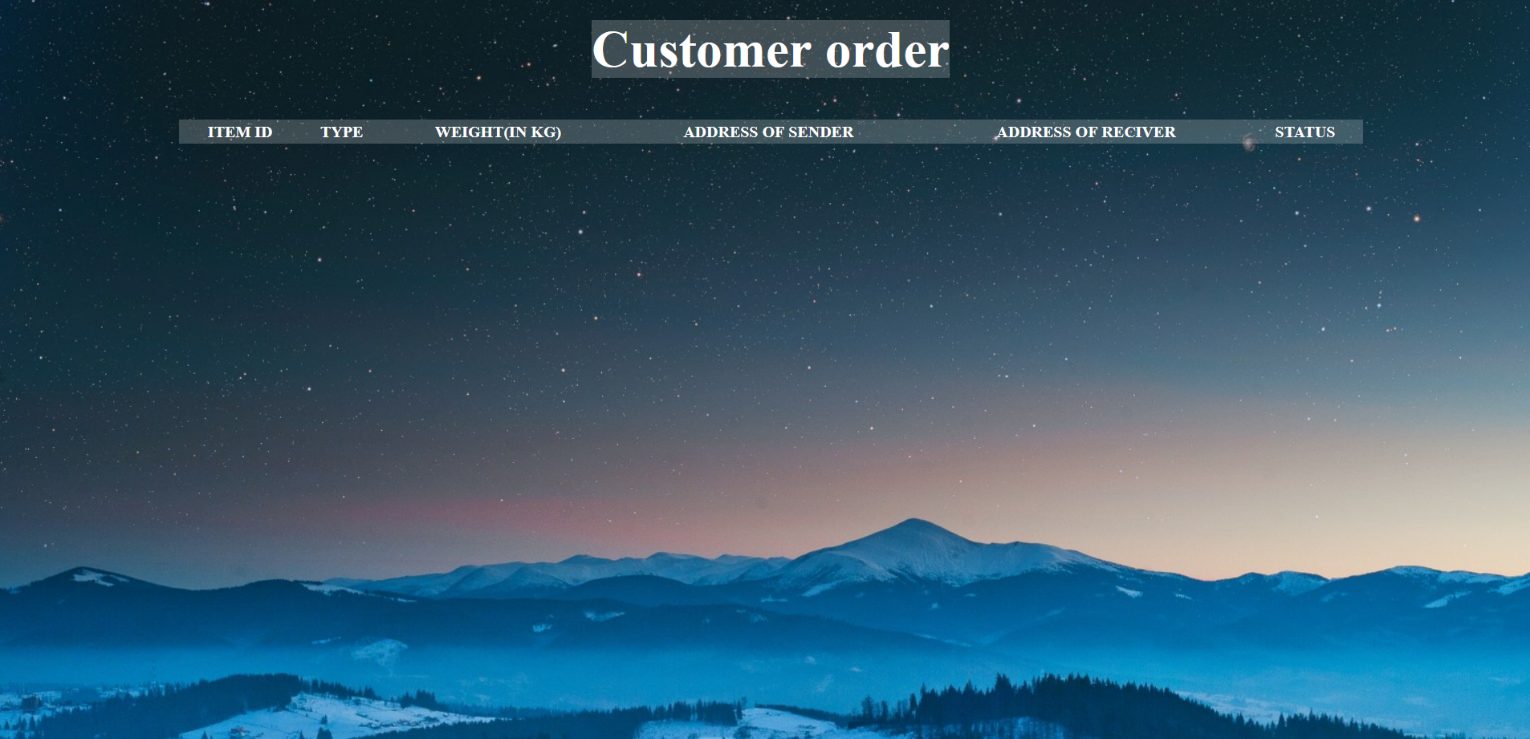 Customer order
ITEM ID TYPE WEIGHT(IN KG) ADDRESS OF SENDER ADDRESS OF RECIVER STATUS